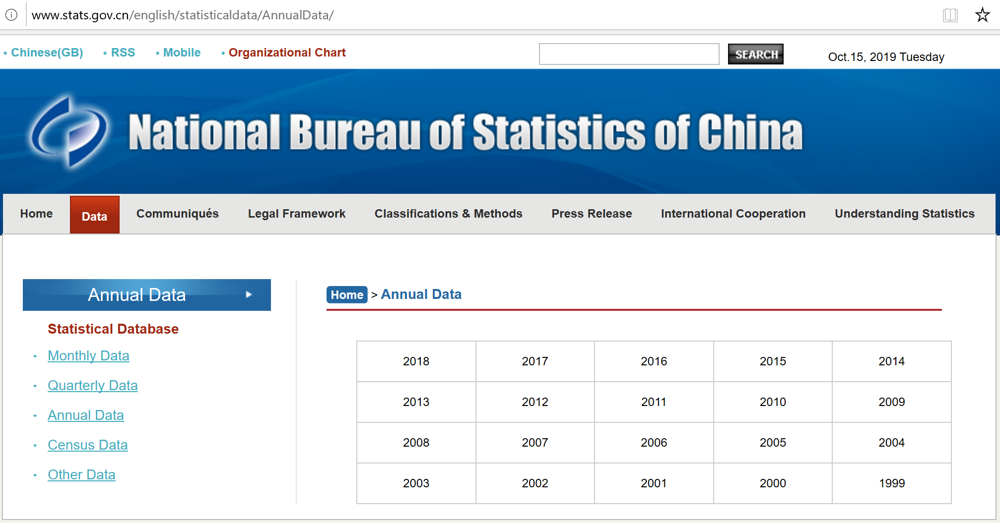 www.stats.gov.cn/english/statisticaldata/AnnualData/
• Chinese(GB) • RSS • Mobile • Organizational Chart SEARCH Oct.15, 2019 Tuesday
National Bureau of Statistics of China
Home Data Communiqués Legal Framework Classifications & Methods Press Release International Cooperation Understanding Statistics
Annual Data
Statistical Database
· Monthly Data
· Quarterly Data
· Annual Data
· Census Data
· Other Data
Home > Annual Data
2018 2017 2016 2015 2014
2013 2012 2011 2010 2009
2008 2007 2006 2005 2004
2003 2002 2001 2000 1999